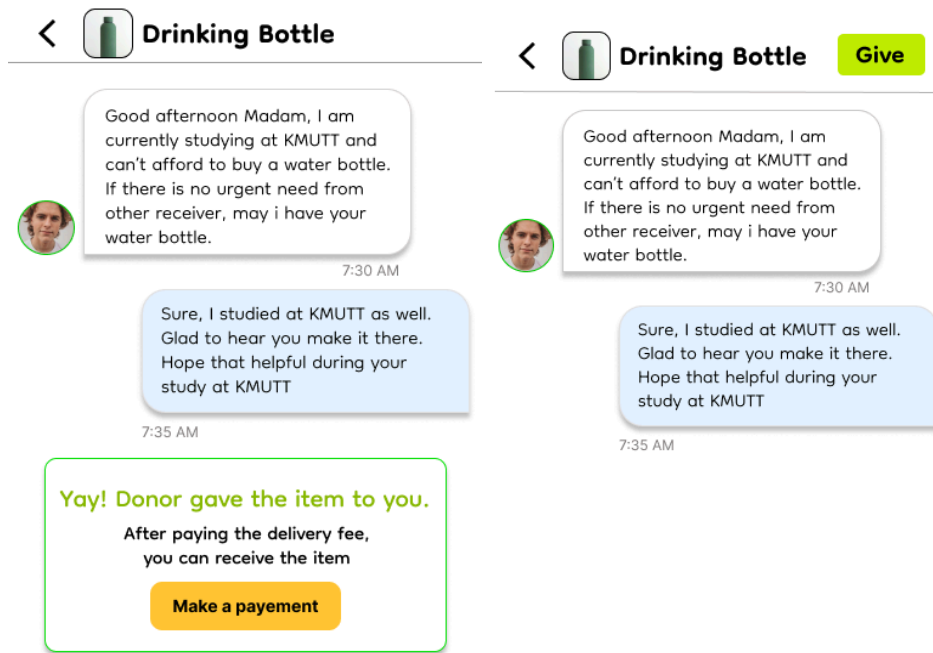 Drinking Bottle
Good afternoon Madam, I am
currently studying at KMUTT and
can't afford to buy a water bottle.
If there is no urgent need from
other receiver, may i have your
water bottle.
7:30 AM
Sure, I studied at KMUTT as well.
Glad to hear you make it there.
Hope that helpful during your
study at KMUTT
7:35 AM
Yay! Donor gave the item to you.
After paying the delivery fee,
you can receive the item
Make a payement
Drinking Bottle
Give
Good afternoon Madam, I am
currently studying at KMUTT and
can't afford to buy a water bottle.
If there is no urgent need from
other receiver, may i have your
water bottle.
7:30 AM
Sure, I studied at KMUTT as well.
Glad to hear you make it there.
Hope that helpful during your
study at KMUTT
7:35 AM